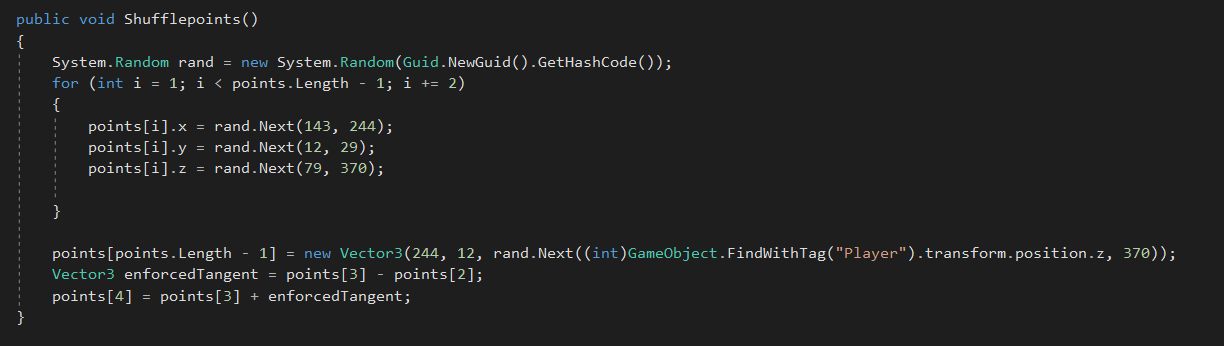 public void Shufflepoints()
{
System.Random rand = new System.Random(Guid.NewGuid().GetHashCode());
for (int i = 1; i < points.Length - 1; i += 2)
{
points[i].x = rand.Next(143, 244);
points[i].y = rand.Next(12, 29);
points[i].z = rand.Next(79, 370);
}
points[points.Length - 1] = new Vector3(244, 12, rand.Next((int)GameObject.FindWithTag("Player").transform.position.z, 370));
Vector3 enforcedTangent = points[3] - points[2];
points[4] = points[3] + enforcedTangent;
}